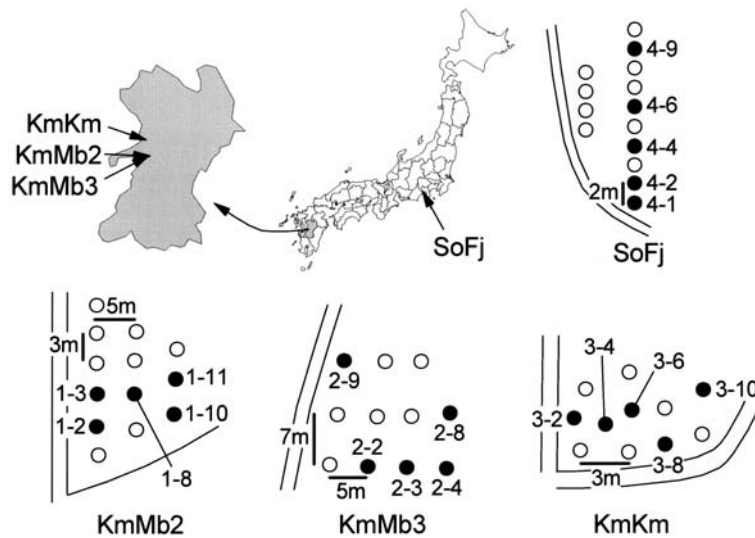 KmKm
KmMb2
KmMb3
SoFj
4-9
4-6
4-4
4-2
2m
4-1
SoFj
5m
3m
1-3
1-11
1-2
1-10
1-8
KmMb2
2-9
7m
2-8
2-2
5m
2-3
2-4
KmMb3
3-4
3-6
3-10
3-2
3-8
3m
KmKm